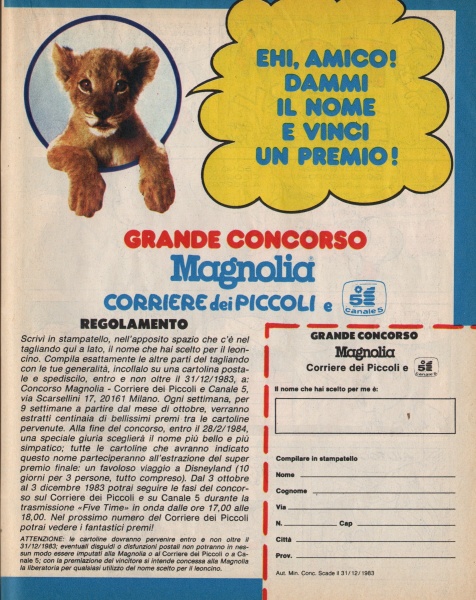 EHI, AMICO!
DAMMI
IL NOME
E VINCI
UN PREMIO!
GRANDE CONCORSO
Magnolia
CORRIERE dei PICCOLI e 5 canale 5
REGOLAMENTO
Scrivi in stampatello, nell'apposito spazio che c'è nel
tagliando qui a lato, il nome che hai scelto per il leon-
cino. Compila esattamente le altre parti del tagliando
con le tue generalità, incollalo su una cartolina posta-
le e spediscilo, entro e non oltre il 31/12/1983, a:
Concorso Magnolia - Corriere dei Piccoli e Canale 5,
via Scarsellini 17, 20161 Milano. Ogni settimana, per
9 settimane a partire dal mese di ottobre, verranno
estratti centinaia di bellissimi premi tra le cartoline
pervenute. Alla fine del concorso, entro il 28/2/1984,
una speciale giuria sceglierà il nome più bello e più
simpatico; tutte le cartoline che avranno indicato
questo nome parteciperanno all'estrazione del super
premio finale: un favoloso viaggio a Disneyland (10
giorni per 3 persone, tutto compreso). Dal 3 ottobre
al 3 dicembre 1983 potrai seguire le fasi del concor-
so sul Corriere dei Piccoli e su Canale 5 durante la
trasmissione «Five Time» in onda dalle ore 17,00 alle
18,00. Nel prossimo numero del Corriere dei Piccoli
potrai vedere i fantastici premi!
ATTENZIONE: le cartoline dovranno pervenire entro e non oltre il
31/12/1983; eventuali disguidi o disfunzioni postali non potranno in nes-
sun modo essere imputati alla Magnolia o al Corriere dei Piccoli o a Ca-
nale 5; con la premiazione del vincitore si intende concessa alla Magnolia
la liberatoria per qualsiasi utilizzo del nome scelto per il leoncino.
GRANDE CONCORSO
Magnolia
Corriere dei Piccoli e 5 canale 5
Il nome che hai scelto per me è:
Compilare in stampatello
Nome
Cognome
Via
N. Cap
Città
Prov.
Aut. Min. Conc. Scade il 31/12/1983